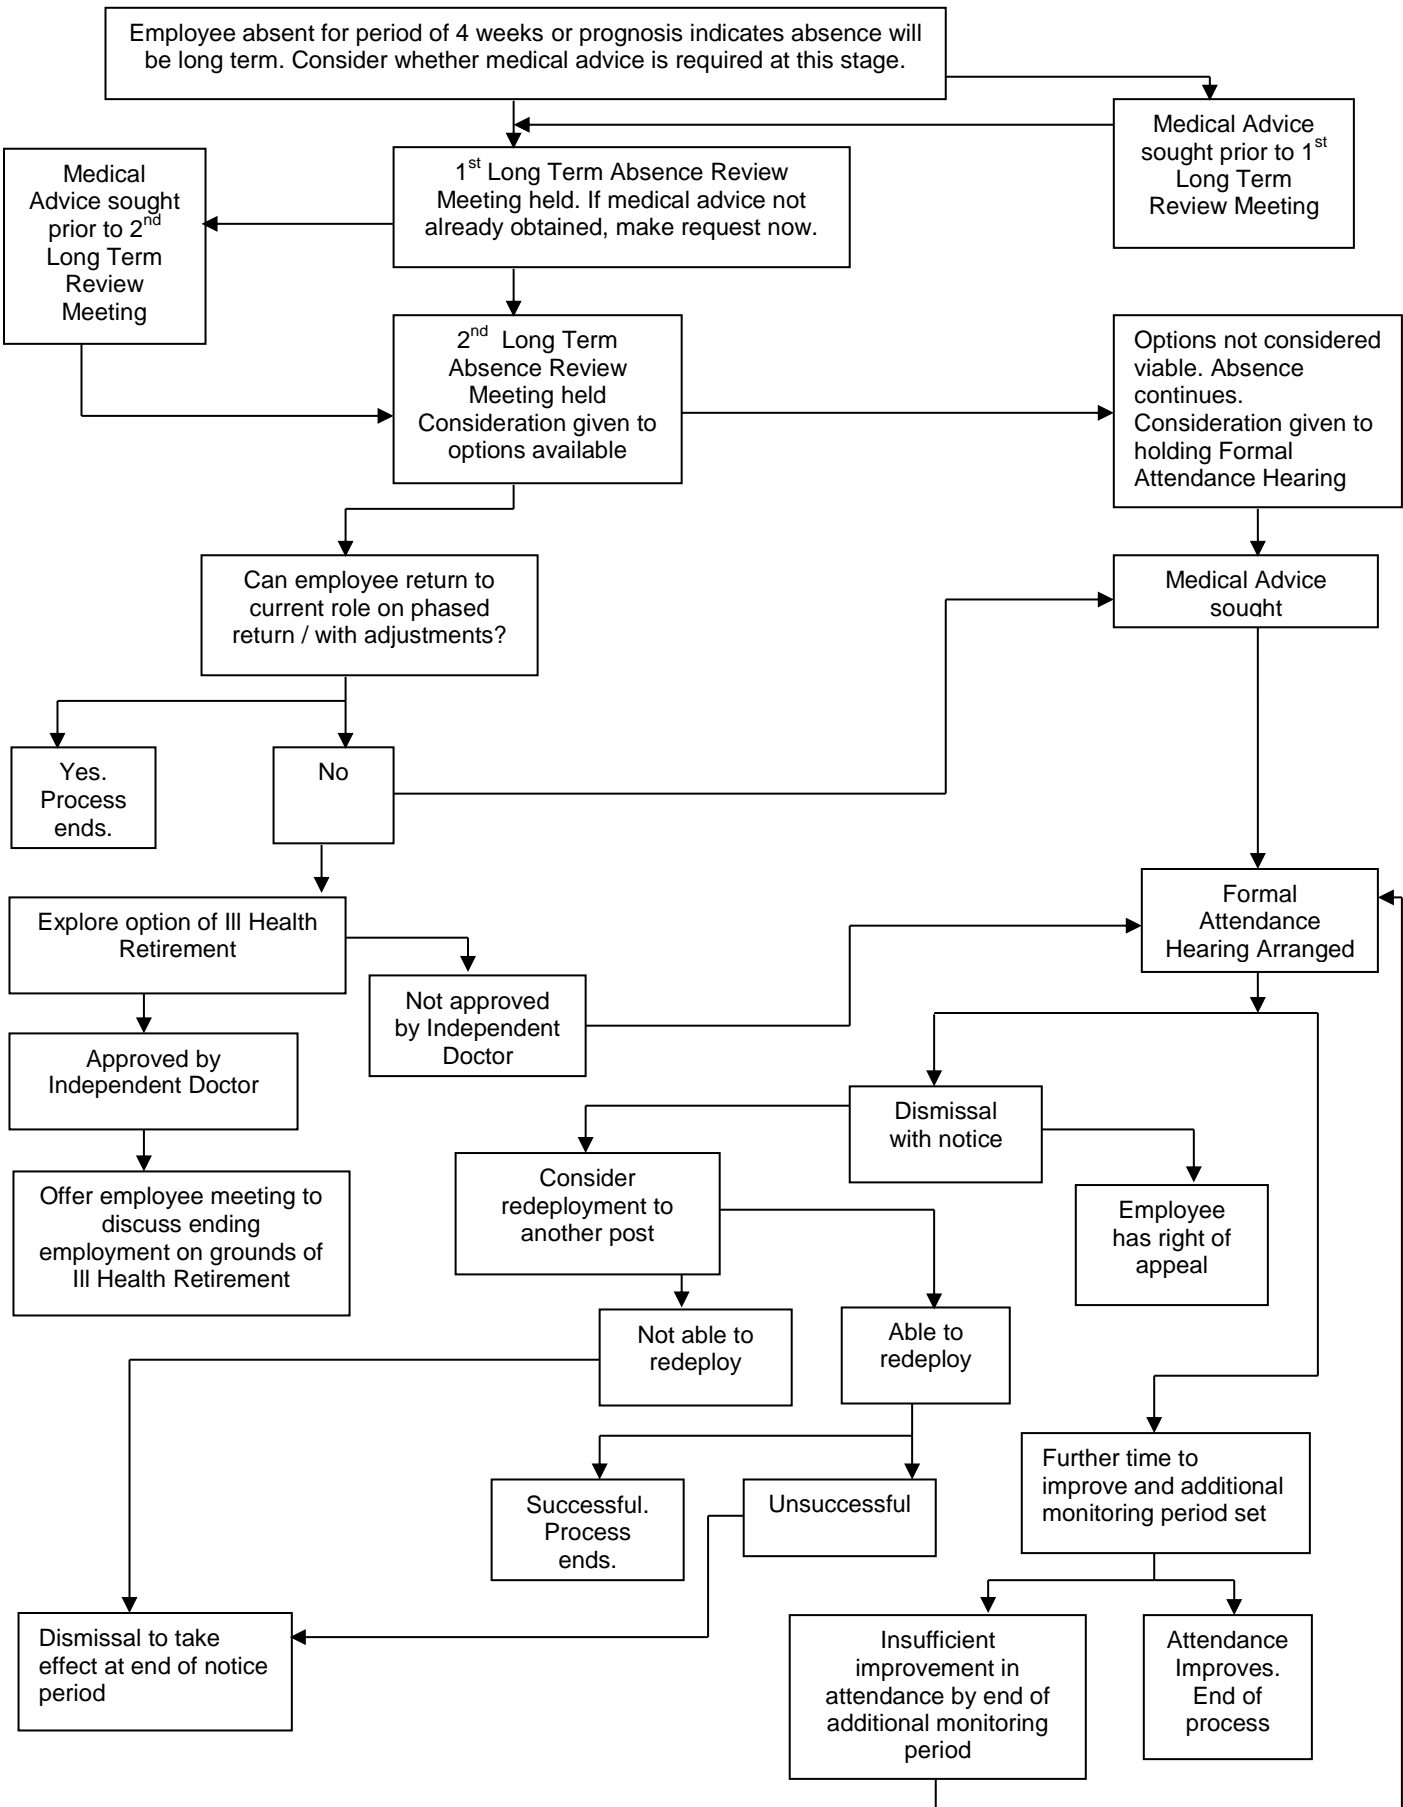 Employee absent for period of 4 weeks or prognosis indicates absence will
be long term. Consider whether medical advice is required at this stage.
Medical Advice
sought prior to 1st
Long Term
Review Meeting
Medical
Advice sought
prior to 2nd
Long Term
Review
Meeting
1st Long Term Absence Review
Meeting held. If medical advice not
already obtained, make request now.
2nd Long Term
Absence Review
Meeting held
Consideration given to
options available
Options not considered
viable. Absence
continues.
Consideration given to
holding Formal
Attendance Hearing
Can employee return to
current role on phased
return / with adjustments?
Medical Advice
sought
Yes.
Process
ends.
No
Explore option of Ill Health
Retirement
Formal
Attendance
Hearing Arranged
Not approved
by Independent
Doctor
Approved by
Independent Doctor
Dismissal
with notice
Offer employee meeting to
discuss ending
employment on grounds of
Ill Health Retirement
Consider
redeployment to
another post
Employee
has right of
appeal
Not able to
redeploy
Able to
redeploy
Further time to
improve and additional
monitoring period set
Successful.
Process
ends.
Unsuccessful
Dismissal to take
effect at end of notice
period
Insufficient
improvement in
attendance by end of
additional monitoring
period
Attendance
Improves.
End of
process